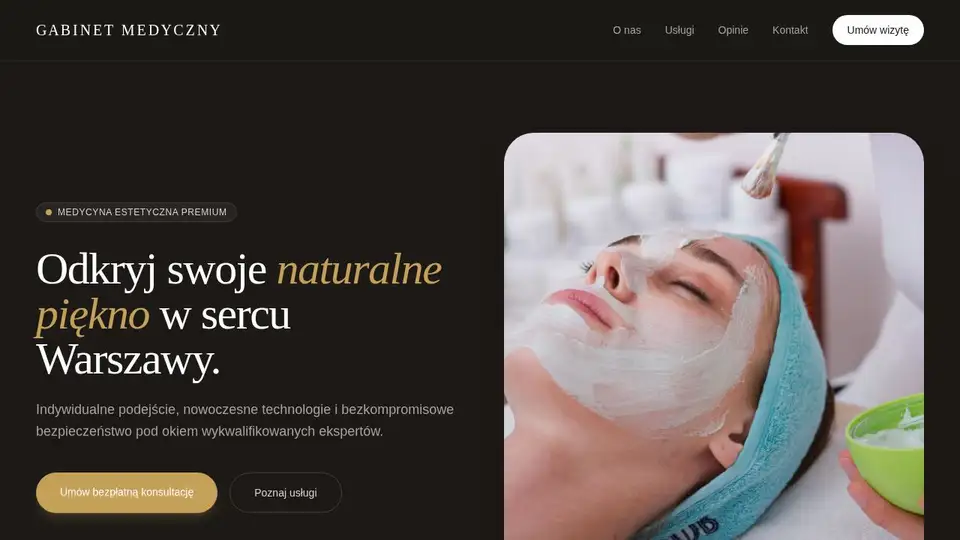 GABINET MEDYCZNY
O nas
Usługi
Opinie
Kontakt
Umów wizytę
MEDYCYNA ESTETYCZNA PREMIUM
Odkryj swoje naturalne
piękno w sercu
Warszawy.
Indywidualne podejście, nowoczesne technologie i bezkompromisowe
bezpieczeństwo pod okiem wykwalifikowanych ekspertów.
Umów bezpłatną konsultację
Poznaj usługi